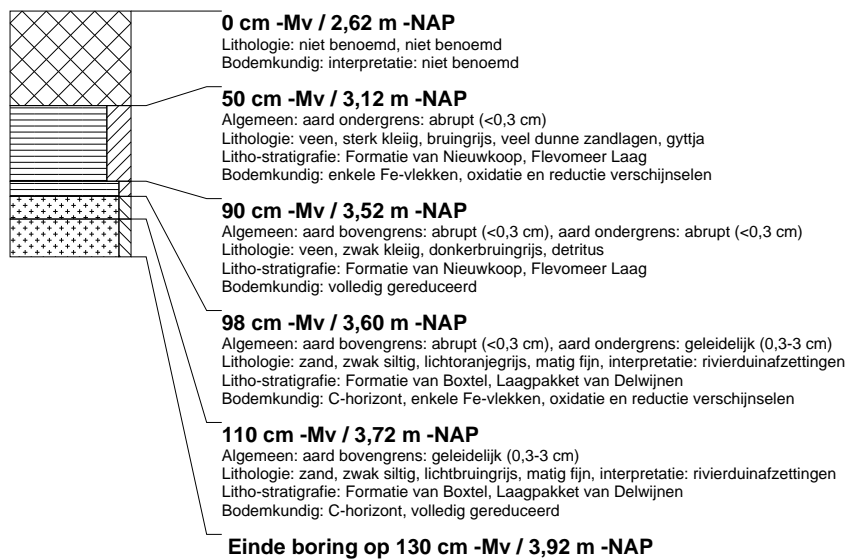 0 cm -Mv / 2,62 m -NAP
Lithologie: niet benoemd, niet benoemd
Bodemkundig: interpretatie: niet benoemd
50 cm -Mv / 3,12 m -NAP
Algemeen: aard ondergrens: abrupt (<0,3 cm)
Lithologie: veen, sterk kleiig, bruingrijs, veel dunne zandlagen, gyttja
Litho-stratigrafie: Formatie van Nieuwkoop, Flevomeer Laag
Bodemkundig: enkele Fe-vlekken, oxidatie en reductie verschijnselen
90 cm -Mv / 3,52 m -NAP
Algemeen: aard bovengrens: abrupt (<0,3 cm), aard ondergrens: abrupt (<0,3 cm)
Lithologie: veen, zwak kleiig, donkerbruingrijs, detritus
Litho-stratigrafie: Formatie van Nieuwkoop, Flevomeer Laag
Bodemkundig: volledig gereduceerd
98 cm -Mv / 3,60 m -NAP
Algemeen: aard bovengrens: abrupt (<0,3 cm), aard ondergrens: geleidelijk (0,3-3 cm)
Lithologie: zand, zwak siltig, lichtoranjegrijs, matig fijn, interpretatie: rivierduinafzettingen
Litho-stratigrafie: Formatie van Boxtel, Laagpakket van Delwijnen
Bodemkundig: C-horizont, enkele Fe-vlekken, oxidatie en reductie verschijnselen
110 cm -Mv / 3,72 m -NAP
Algemeen: aard bovengrens: geleidelijk (0,3-3 cm)
Lithologie: zand, zwak siltig, lichtbruingrijs, matig fijn, interpretatie: rivierduinafzettingen
Litho-stratigrafie: Formatie van Boxtel, Laagpakket van Delwijnen
Bodemkundig: C-horizont, volledig gereduceerd
Einde boring op 130 cm -Mv / 3,92 m -NAP